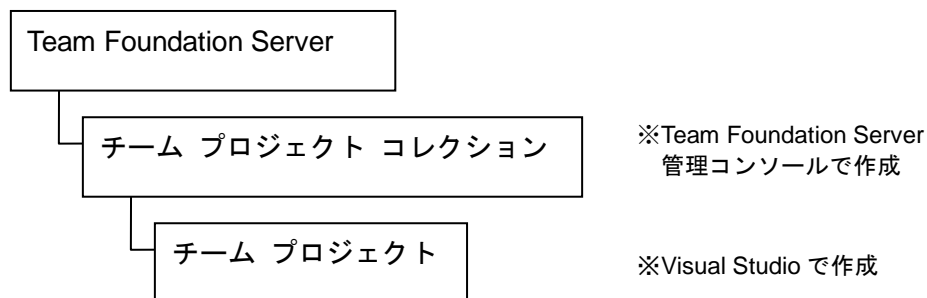 Team Foundation Server
チーム プロジェクト コレクション
※Team Foundation Server
管理コンソールで作成
チーム プロジェクト
※Visual Studio で作成